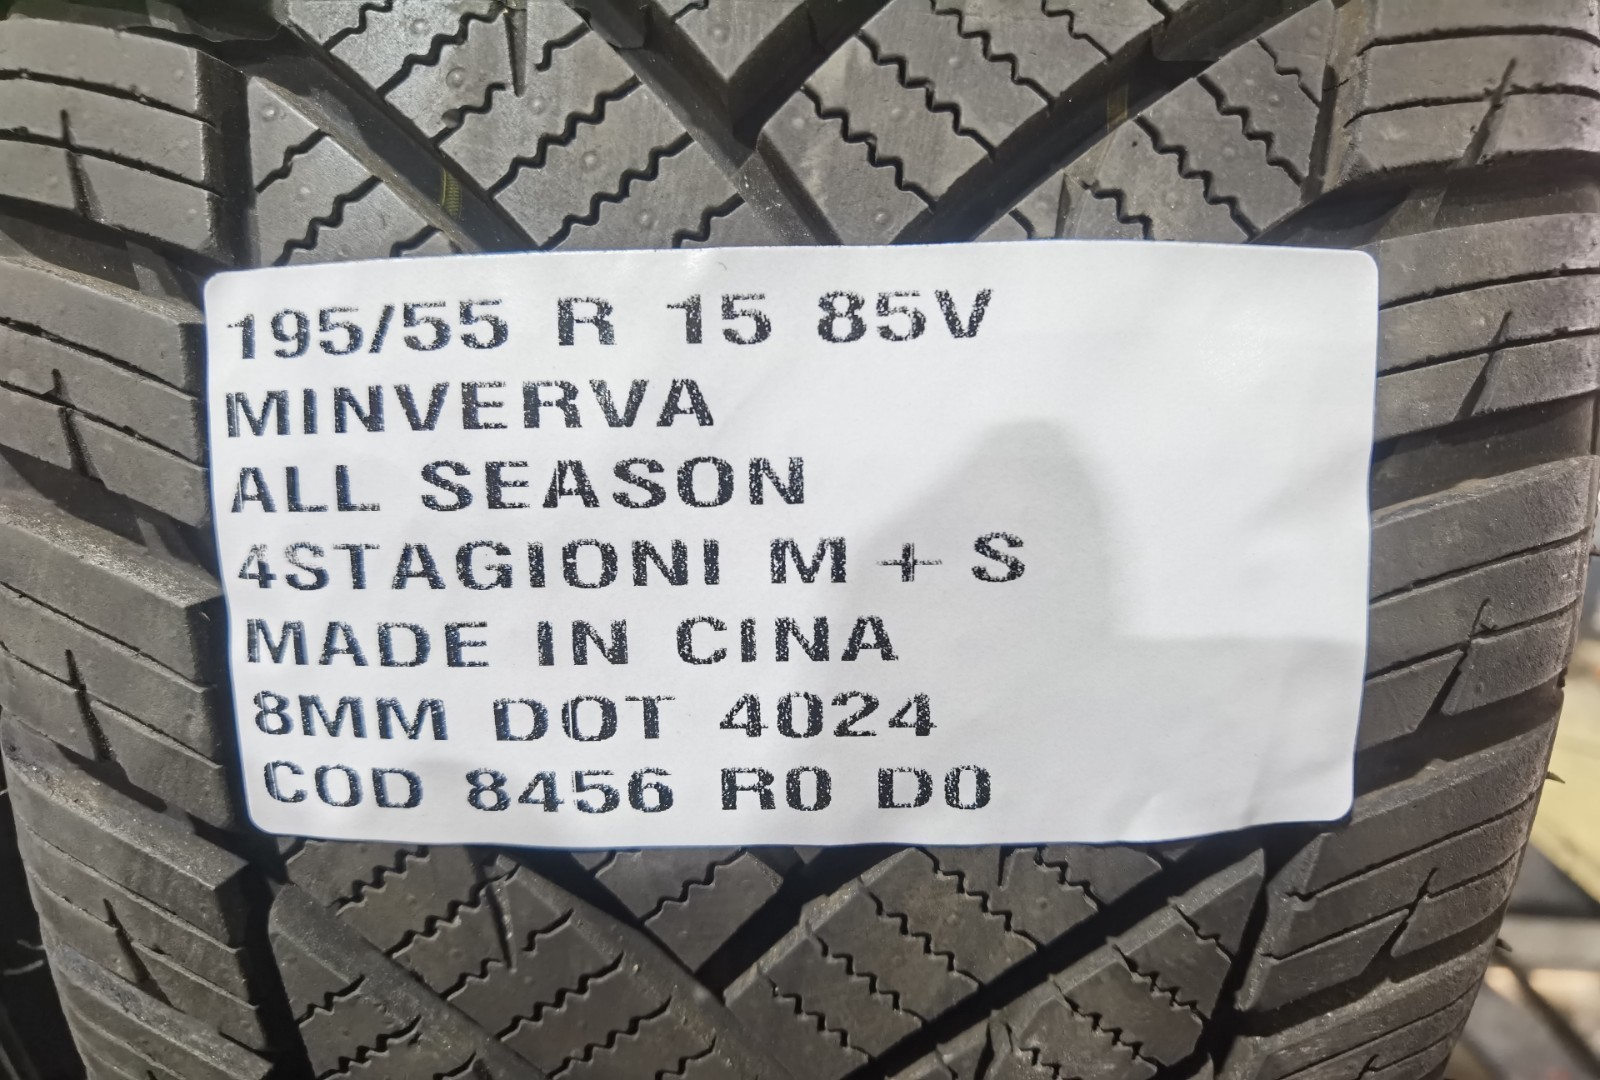 195/55 R 15 85V
MINVERVA
ALL SEASON
4STAGIONI M + S
MADE IN CINA
8MM DOT 4024
COD 8456 R0 D0